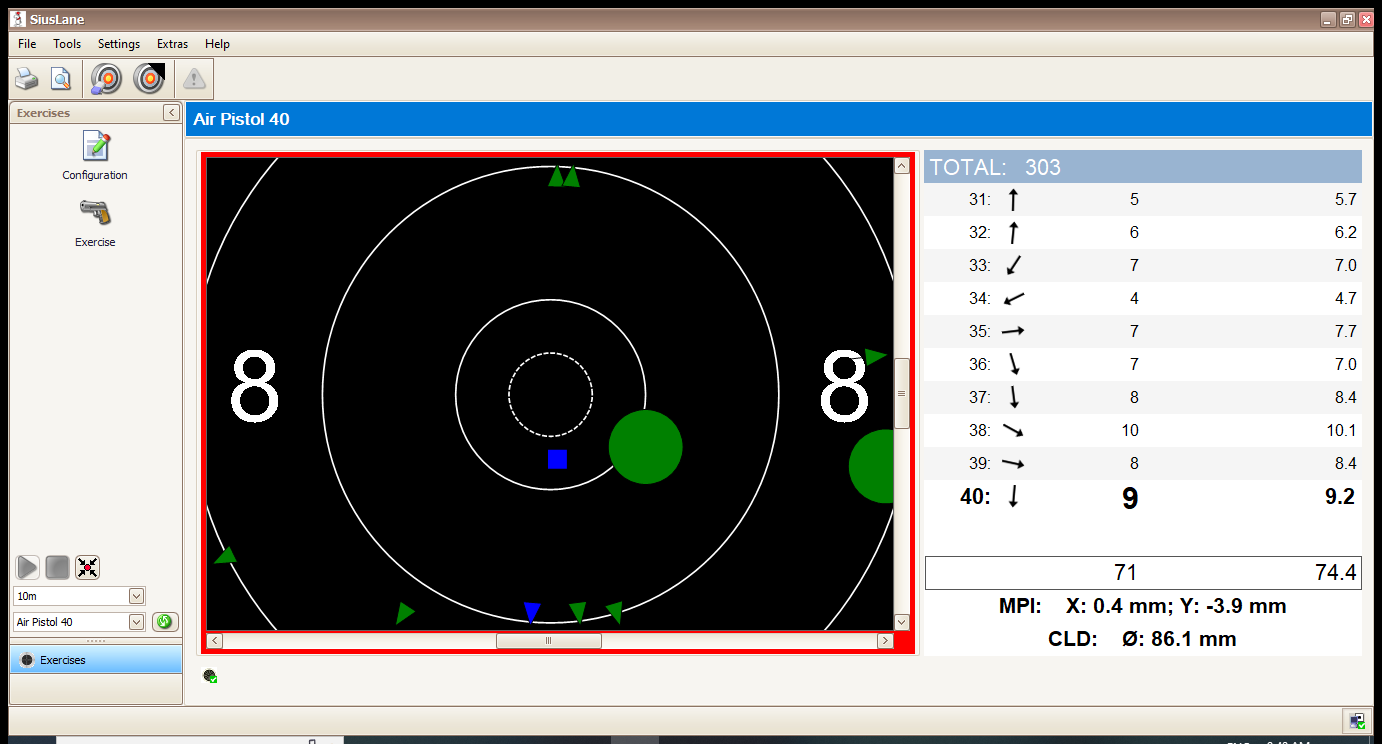 SiusLane
File Tools Settings Extras Help
Exercises
Air Pistol 40
Configuration
Exercise
10m
Air Pistol 40
Exercises
8 8
TOTAL: 303
31: 5 5.7
32: 6 6.2
33: 7 7.0
34: 4 4.7
35: 7 7.7
36: 7 7.0
37: 8 8.4
38: 10 10.1
39: 8 8.4
40: 9 9.2
71 74.4
MPI: X: 0.4 mm; Y: -3.9 mm
CLD: Ø: 86.1 mm